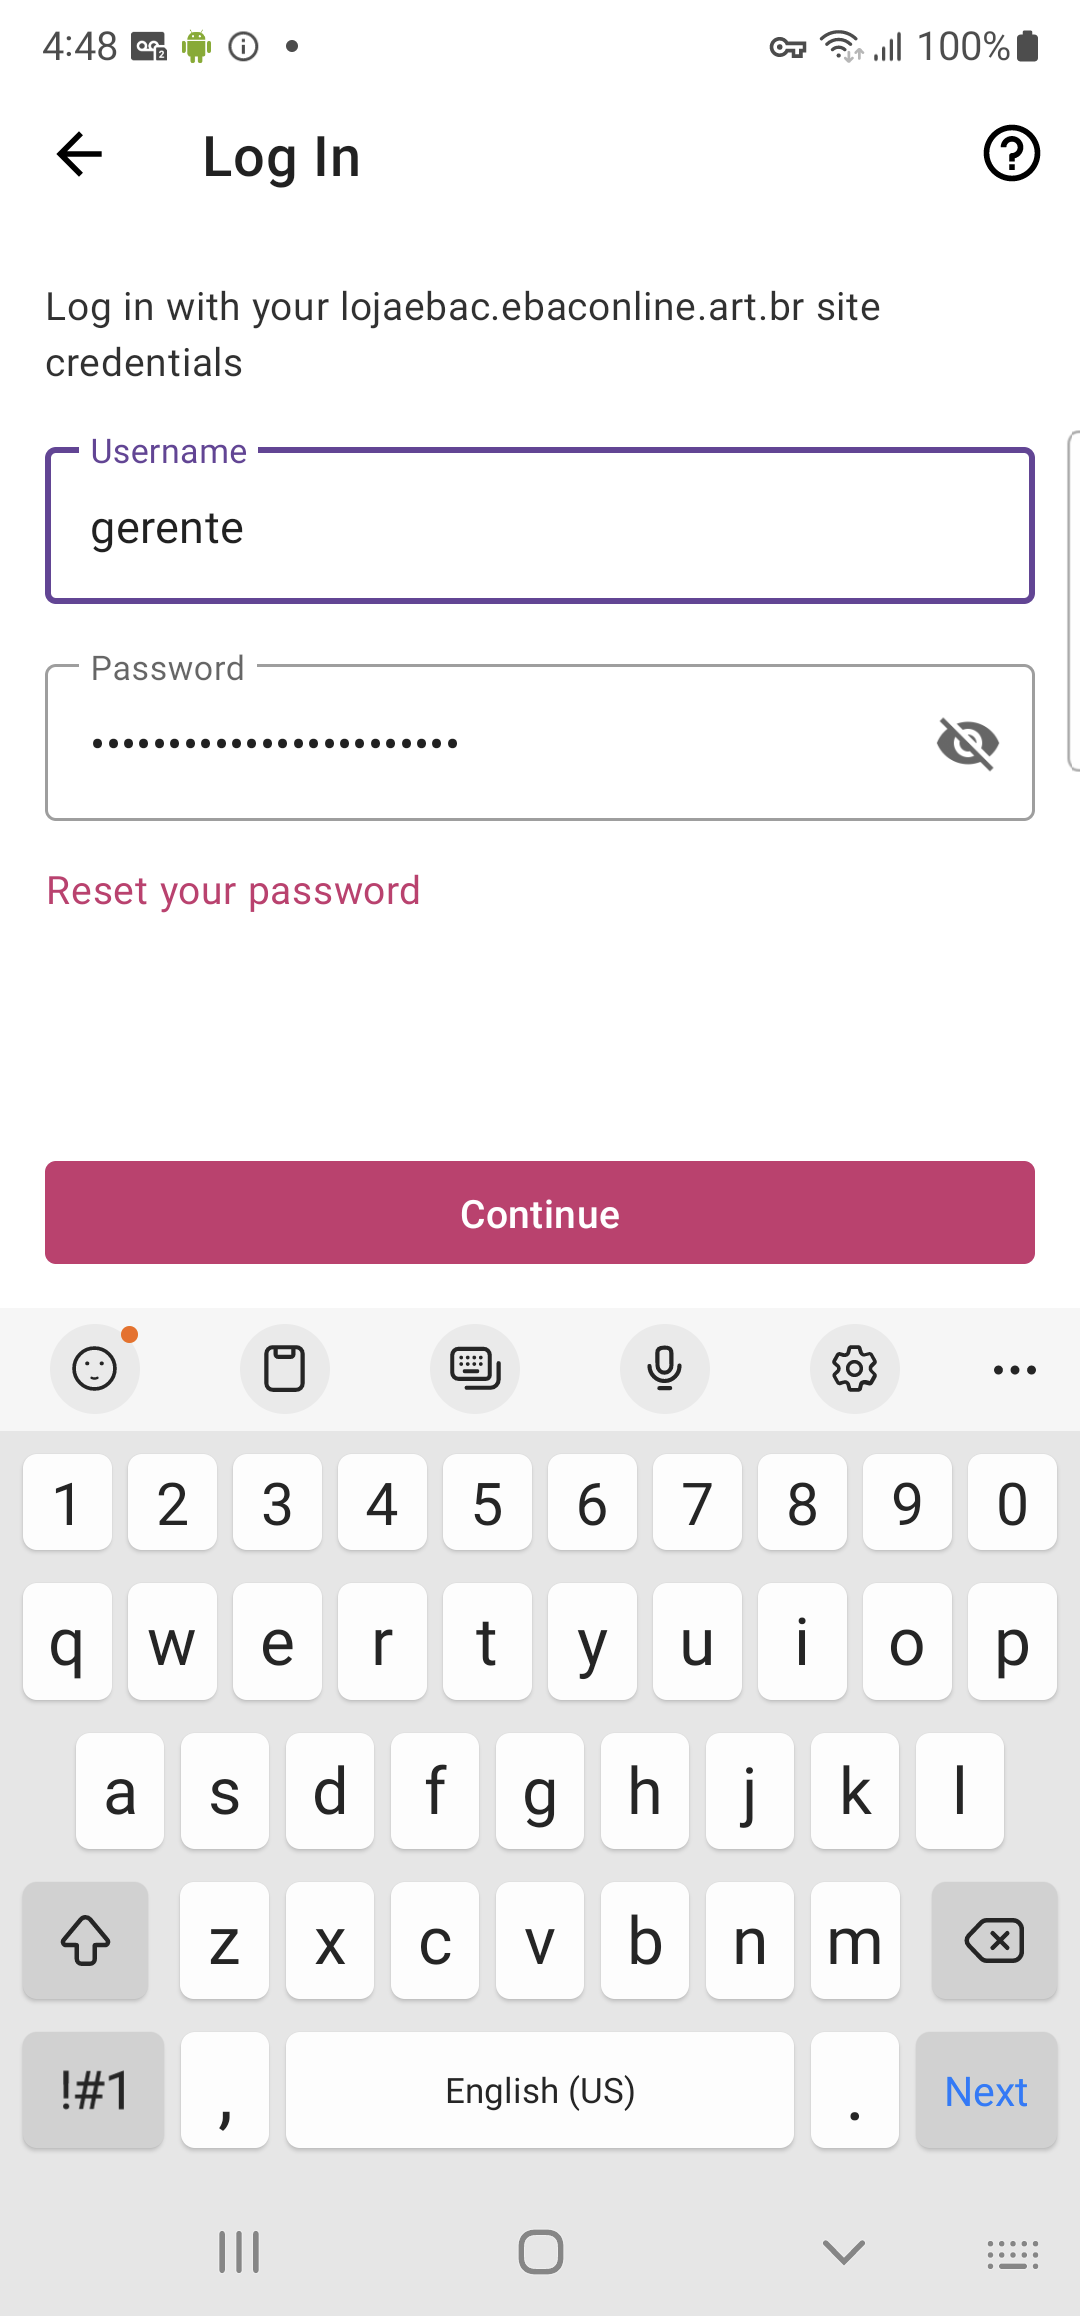 4:48
100%
Log In
Log in with your lojaebac.ebaconline.art.br site
credentials
Username
gerente
Password
••••••••••••••••••••••••
Reset your password
Continue
1 2 3 4 5 6 7 8 9 0
q w e r t y u i o p
a s d f g h j k l
z x c v b n m
!#1 , English (US) . Next